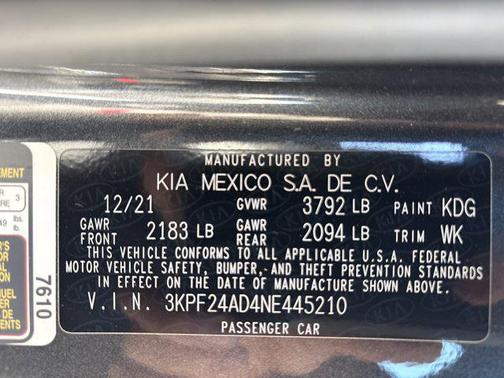 MANUFACTURED BY
KIA MEXICO S.A. DE C.V.
12/21 GVWR 3792 LB PAINT KDG
GAWR FRONT 2183 LB GAWR REAR 2094 LB TRIM WK
THIS VEHICLE CONFORMS TO ALL APPLICABLE U.S.A. FEDERAL
MOTOR VEHICLE SAFETY, BUMPER,-AND THEFT PREVENTION STANDARDS
IN EFFECT ON THE DATE OF MANUFACTURE SHOWN ABOVE.
V.I.N. 3KPF24AD4NE445210
PASSENGER CAR
7610
3
lbs.